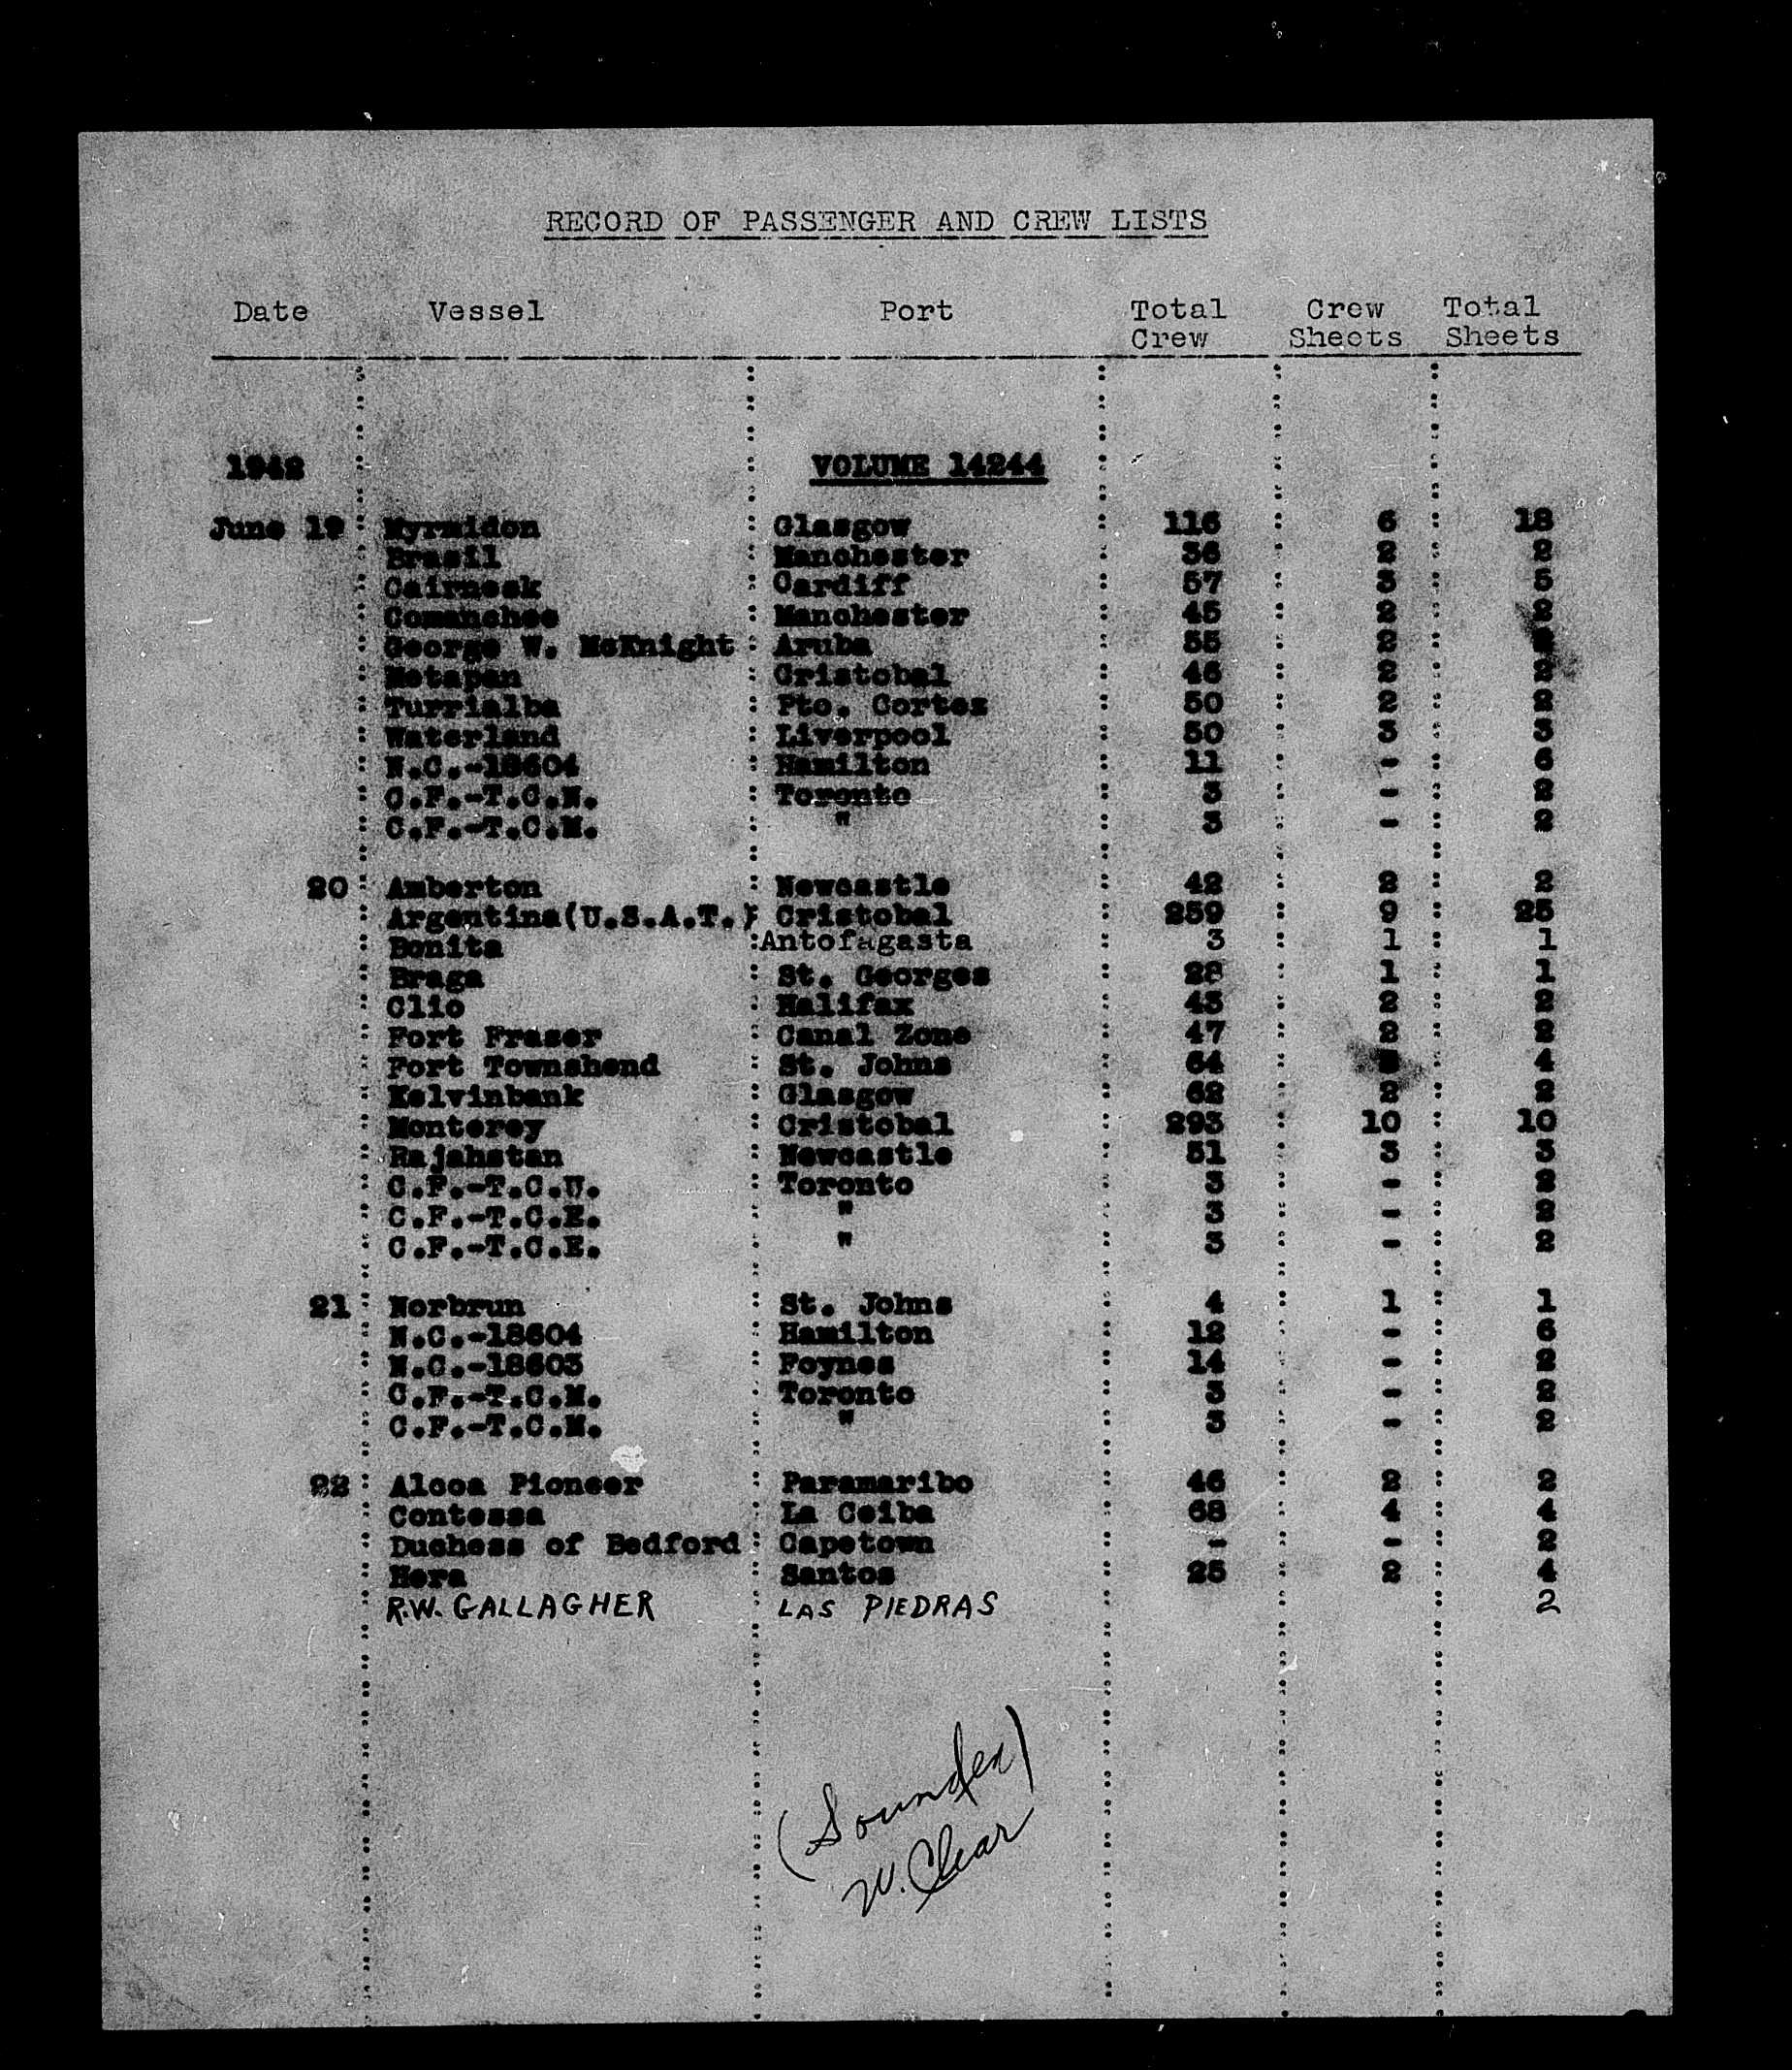 RECORD OF PASSENGER AND CREW LISTS
Date Vessel Port Total Crew Crew Sheets Total Sheets
1942 VOLUME 14244
June 19 Myrmidon Glasgow 116 6 18
Brasil Manchester 36 2 2
Cairnesk Cardiff 57 3 5
Comanchee Manchester 45 2 2
George W. McKnight Aruba 55 2
Metapan Cristobal 46 2 2
Turrialba Pto. Cortez 50 2 2
Waterland Liverpool 50 3 3
N.C.-18604 Hamilton 11 - 6
C.F.-T.C.N. Toronto 3 - 2
C.F.-T.C.M. " 3 - 2
20 Amberton Newcastle 42 2 2
Argentina(U.S.A.T.) Cristobal 259 9 25
Bonita Antofagasta 3 1 1
Braga St. Georges 28 1 1
Clio Halifax 43 2 2
Fort Fraser Canal Zone 47 2 2
Fort Townshend St. Johns 64 4
Kelvinbank Glasgow 62 2 2
Monterey Cristobal 293 10 10
Rajahstan Newcastle 51 3 3
C.F.-T.C.U. Toronto 3 - 2
C.F.-T.C.E. " 3 - 2
C.F.-T.C.E. " 3 - 2
21 Norbrun St. Johns 4 1 1
N.C.-18604 Hamilton 12 - 6
N.C.-18603 Foynes 14 - 2
C.F.-T.C.M. Toronto 3 - 2
C.F.-T.C.M. " 3 - 2
22 Alcoa Pioneer Paramaribo 46 2 2
Contessa La Ceiba 68 4 4
Duchess of Bedford Capetown - - 2
Hera Santos 25 2 4
R.W. GALLAGHER LAS PIEDRAS 2
(Soundex)
W. Clear